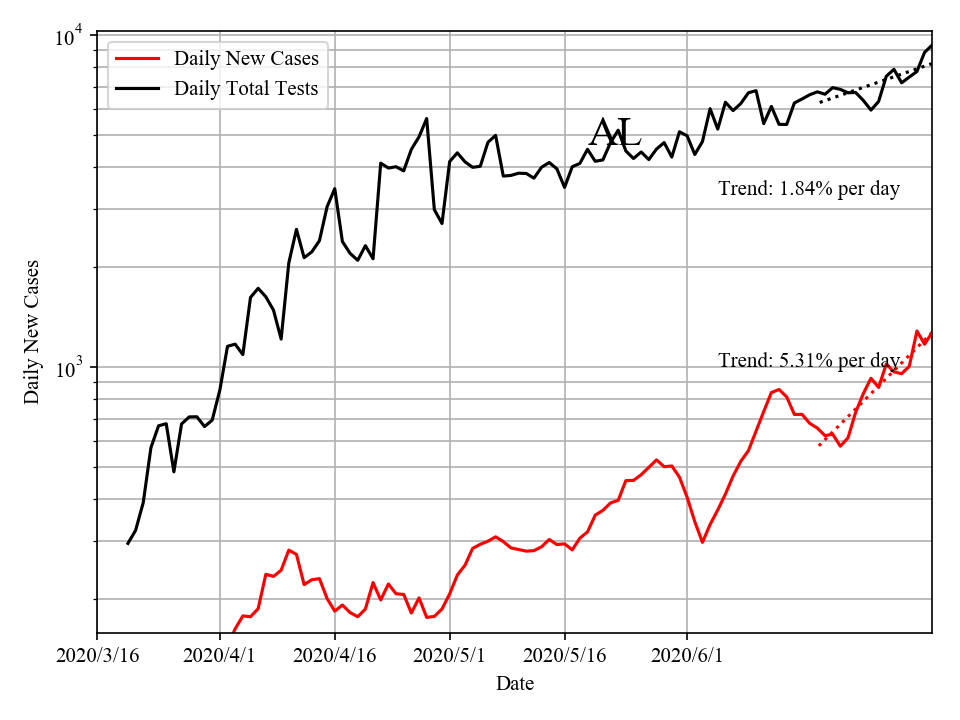 10^4
Daily New Cases
Daily Total Tests
AL
Trend: 1.84% per day
Daily New Cases
Trend: 5.31% per day
10^3
2020/3/16 2020/4/1 2020/4/16 2020/5/1 2020/5/16 2020/6/1
Date